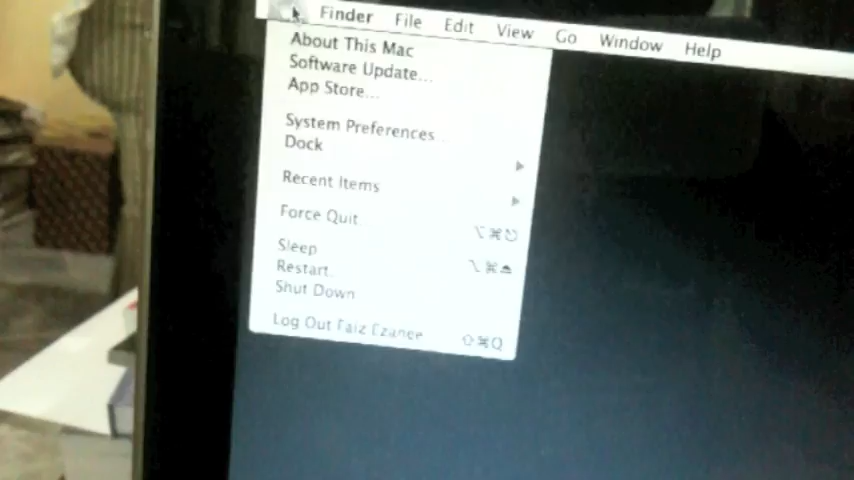 Finder File Edit View Go Window Help
About This Mac
Software Update...
App Store...
System Preferences...
Dock ▶
Recent Items ▶
Force Quit ⌥⌘⎋
Sleep ⌥⌘⏏
Restart...
Shut Down
Log Out Faiz Ezanee ⇧⌘Q